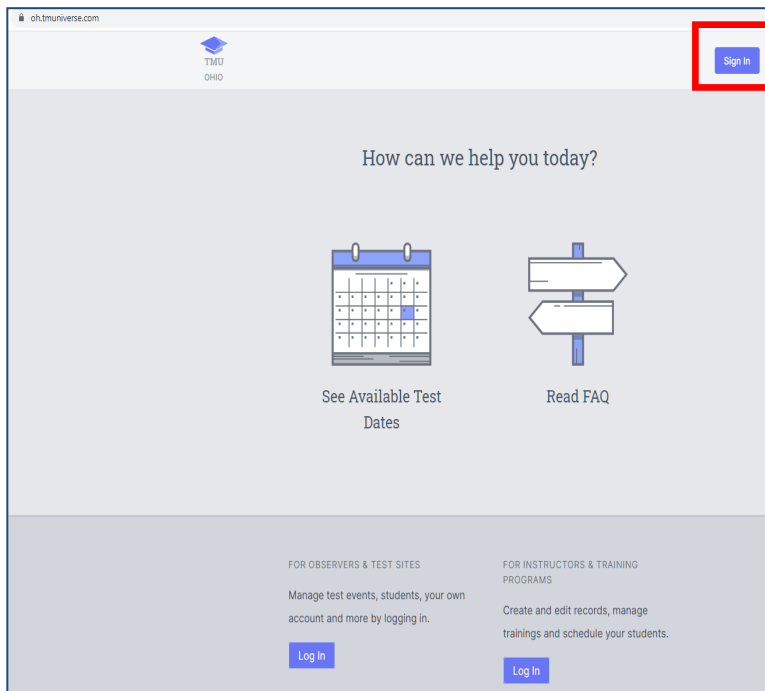 oh.tmuniverse.com
TMU
OHIO
Sign In
How can we help you today?
See Available Test
Dates
Read FAQ
FOR OBSERVERS & TEST SITES
Manage test events, students, your own
account and more by logging in.
Log In
FOR INSTRUCTORS & TRAINING
PROGRAMS
Create and edit records, manage
trainings and schedule your students.
Log In